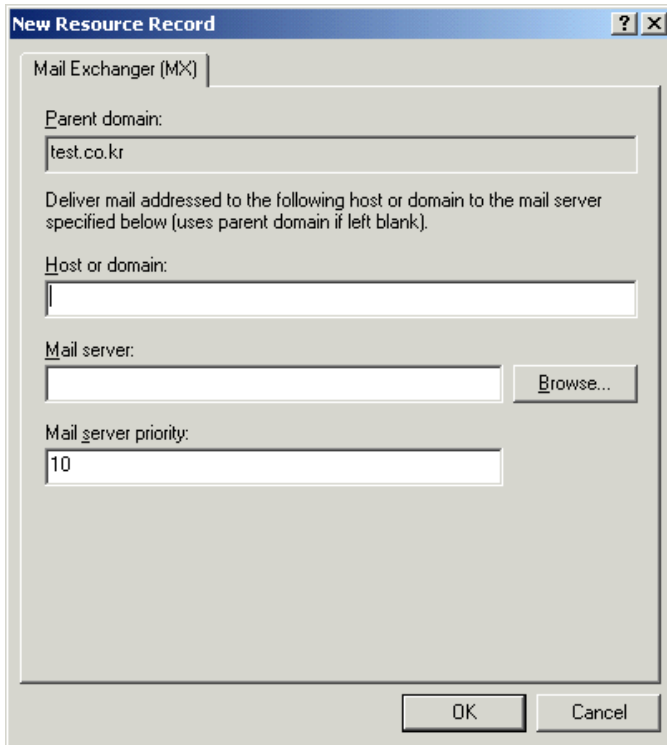 New Resource Record
Mail Exchanger (MX)
Parent domain:
test.co.kr
Deliver mail addressed to the following host or domain to the mail server
specified below (uses parent domain if left blank).
Host or domain:
Mail server:
Browse...
Mail server priority:
10
OK
Cancel